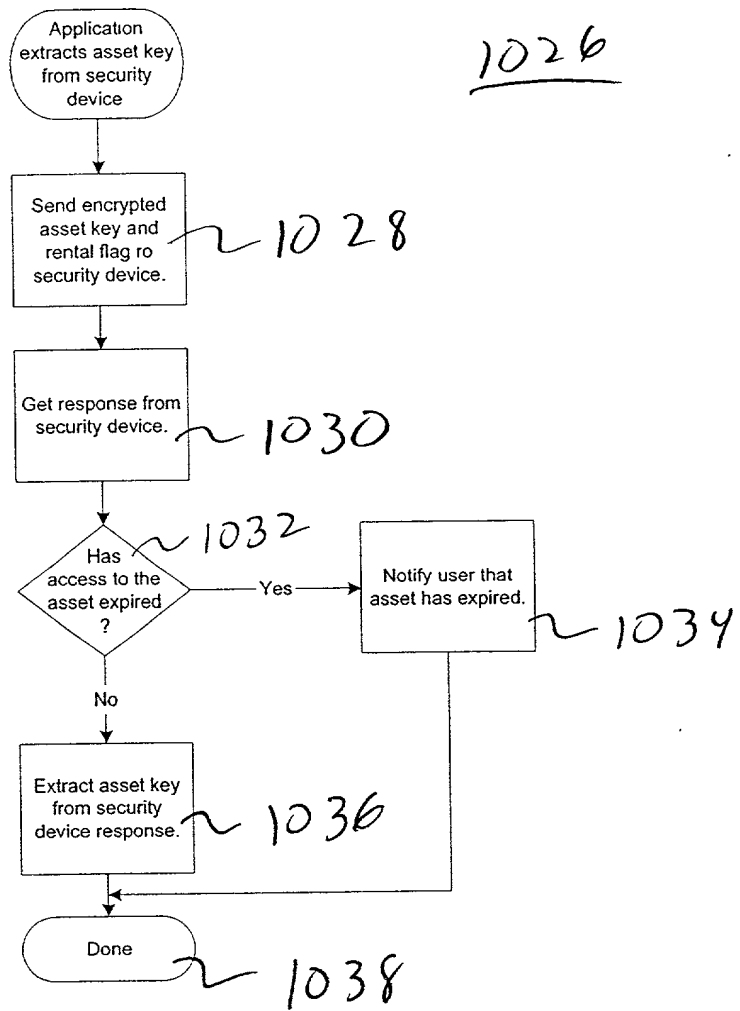 Application
extracts asset key
from security
device
1026
Send encrypted
asset key and
rental flag ro
security device.
1028
Get response from
security device.
1030
Has
access to the
asset expired
?
1032
Yes
Notify user that
asset has expired.
1034
No
Extract asset key
from security
device response.
1036
Done
1038